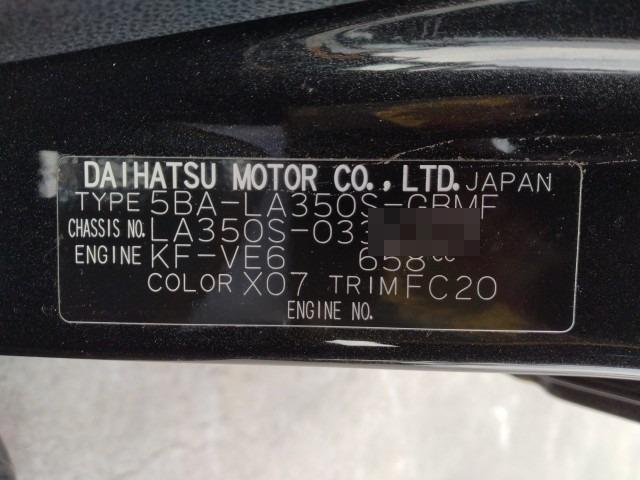 DAIHATSU MOTOR CO., LTD. JAPAN
TYPE 5BA-LA350S-GBMF
CHASSIS NO. LA350S-033
ENGINE KF-VE6 658cc
COLOR X07 TRIM FC20
ENGINE NO.